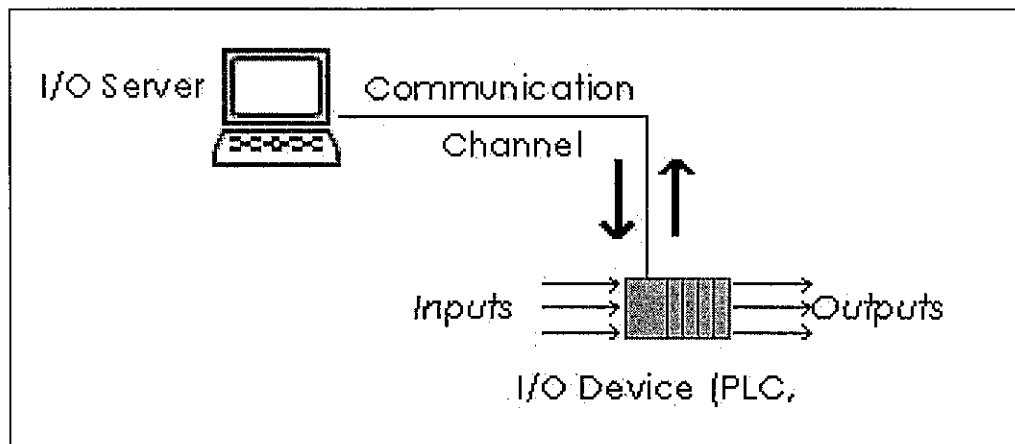 I/O Server
Communication
Channel
Inputs
Outputs
I/O Device (PLC,